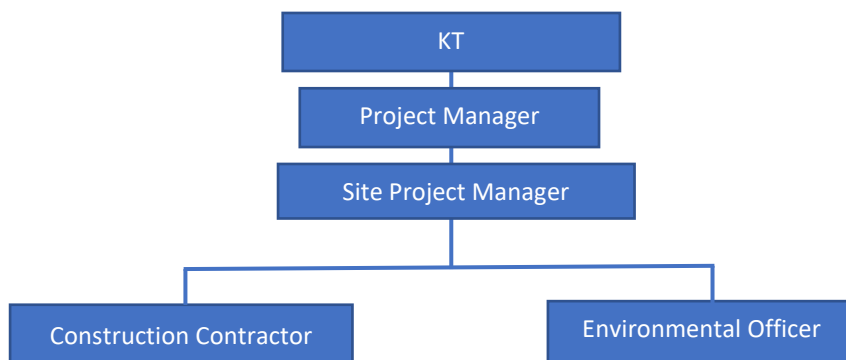 KT
Project Manager
Site Project Manager
Construction Contractor
Environmental Officer